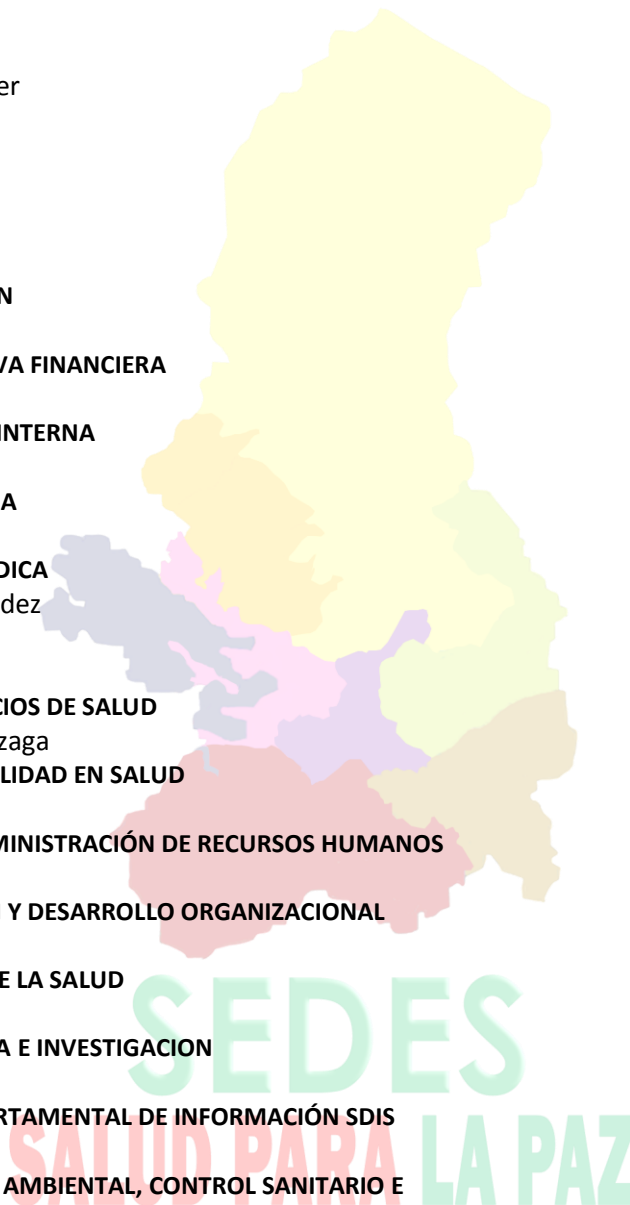 er
N
VA FINANCIERA
INTERNA
A
DICA
dez
CIOS DE SALUD
zaga
LIDAD EN SALUD
MINISTRACIÓN DE RECURSOS HUMANOS
N Y DESARROLLO ORGANIZACIONAL
E LA SALUD
A E INVESTIGACION
RTAMENTAL DE INFORMACIÓN SDIS
AMBIENTAL, CONTROL SANITARIO E
SEDES
SALUD PARA LA PAZ